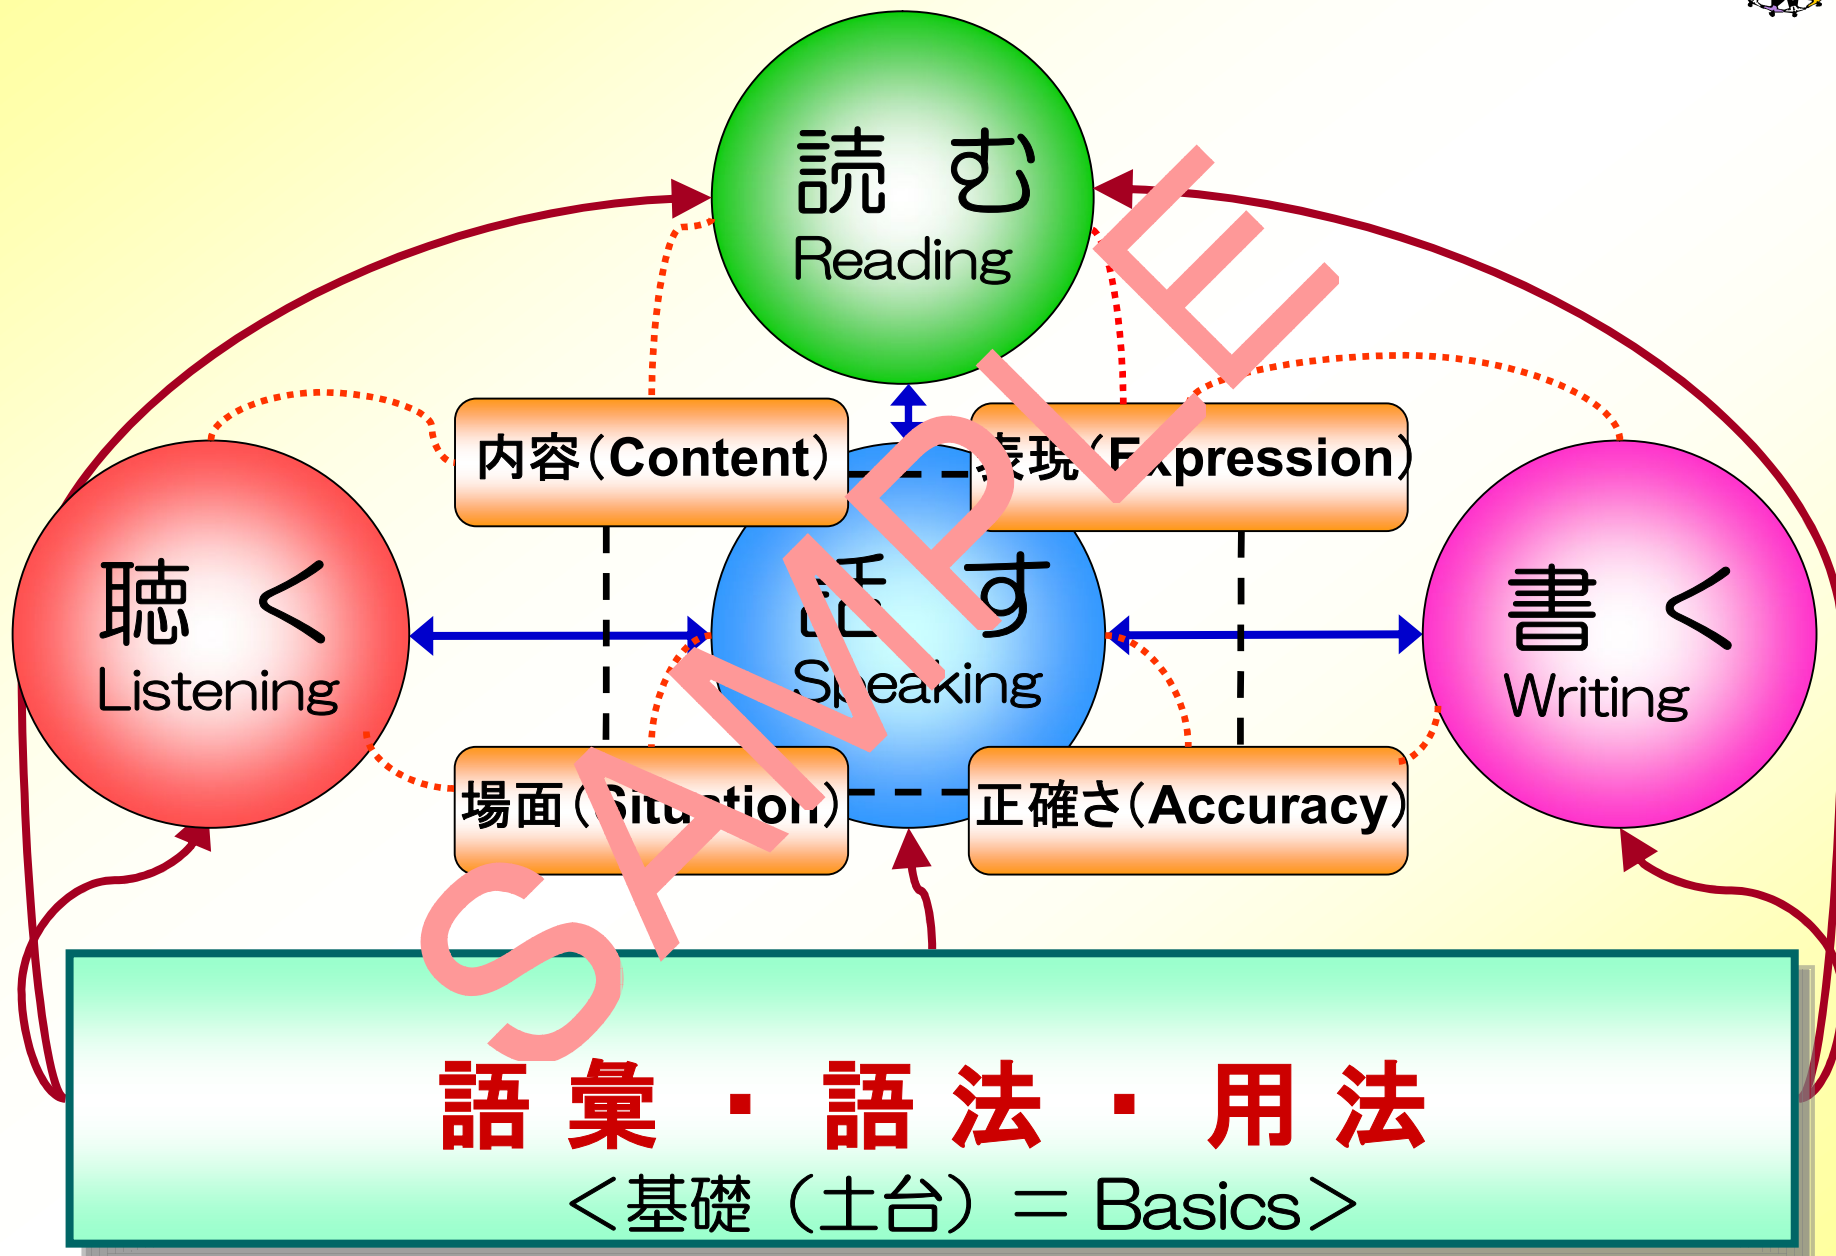 読 む
Reading
内容(Content)
表現(Expression)
聴 く
Listening
話 す
Speaking
書 く
Writing
場面(Situation)
正確さ(Accuracy)
SAMPLE
語 彙 ・ 語 法 ・ 用 法
<基礎(土台)= Basics>